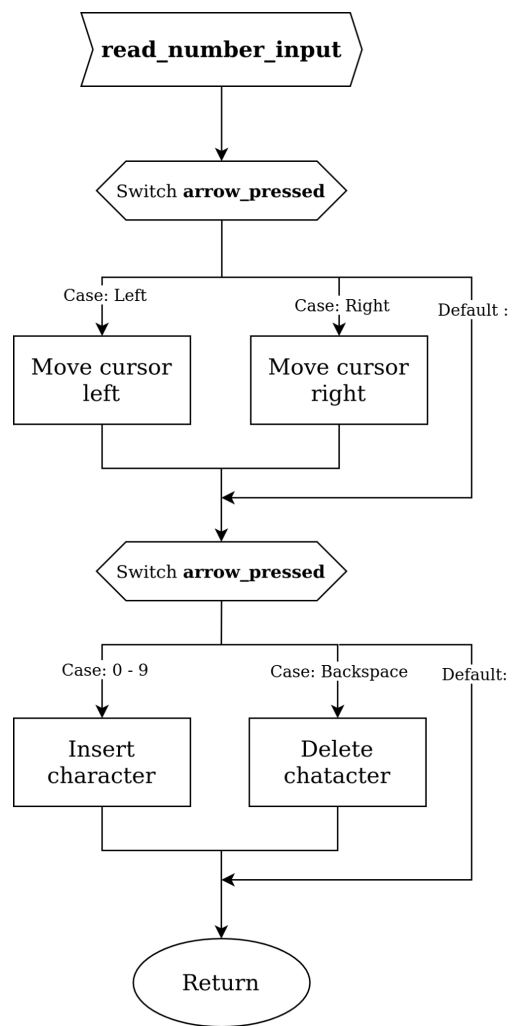 read_number_input
Switch arrow_pressed
Case: Left
Case: Right
Default :
Move cursor
left
Move cursor
right
Switch arrow_pressed
Case: 0 - 9
Case: Backspace
Default:
Insert
character
Delete
chatacter
Return